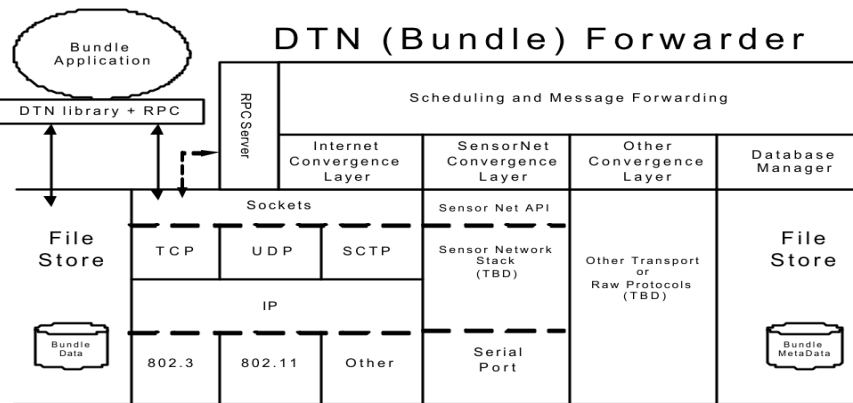 DTN (Bundle) Forwarder
Bundle
Application
DTN library + RPC
RPC Server
Scheduling and Message Forwarding
Internet
Convergence
Layer
SensorNet
Convergence
Layer
Other
Convergence
Layer
Database
Manager
Sockets
Sensor Net API
File
Store
TCP
UDP
SCTP
Sensor Network
Stack
(TBD)
Other Transport
or
Raw Protocols
(TBD)
File
Store
IP
Bundle
Data
802.3
802.11
Other
Serial
Port
Bundle
MetaData